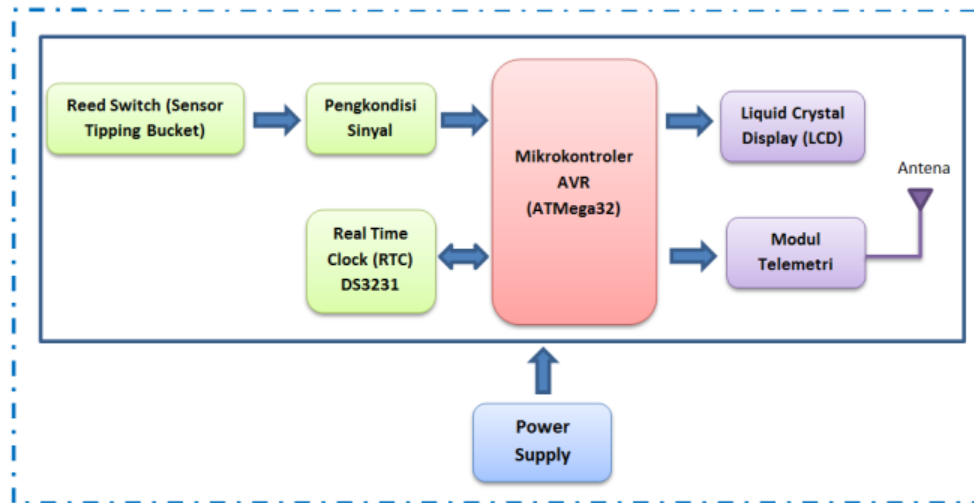 Reed Switch (Sensor
Tipping Bucket)
Pengkondisi
Sinyal
Mikrokontroler
AVR
(ATMega32)
Liquid Crystal
Display (LCD)
Antena
Real Time
Clock (RTC)
DS3231
Modul
Telemetri
Power
Supply